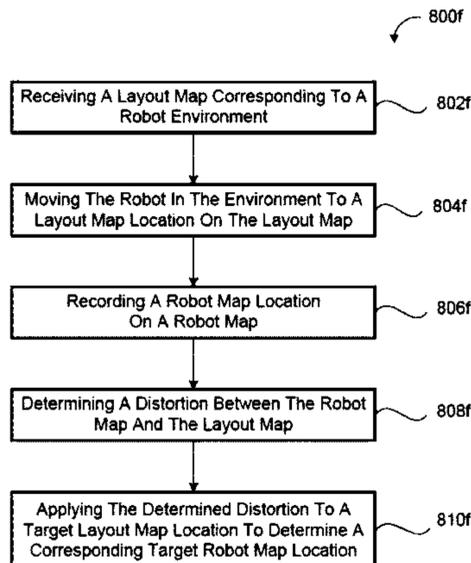 800f
Receiving A Layout Map Corresponding To A
Robot Environment
802f
Moving The Robot In The Environment To A
Layout Map Location On The Layout Map
804f
Recording A Robot Map Location
On A Robot Map
806f
Determining A Distortion Between The Robot
Map And The Layout Map
808f
Applying The Determined Distortion To A
Target Layout Map Location To Determine A
Corresponding Target Robot Map Location
810f